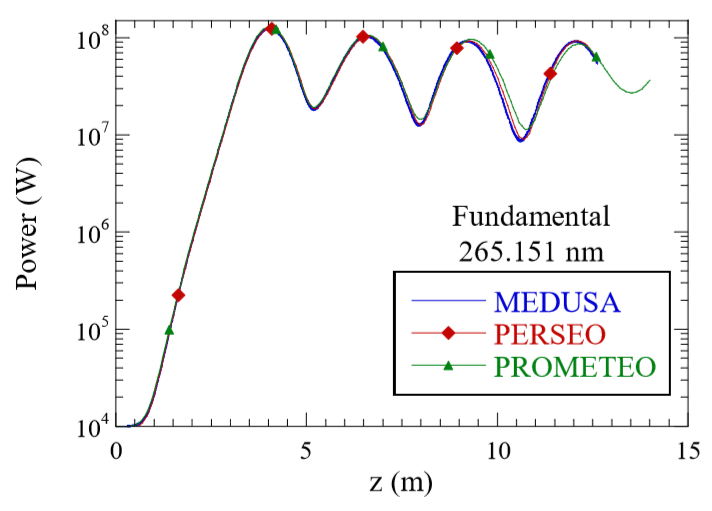 10^8
10^7
10^6
10^5
10^4
Power (W)
Fundamental
265.151 nm
MEDUSA
PERSEO
PROMETEO
0
5
10
15
z (m)